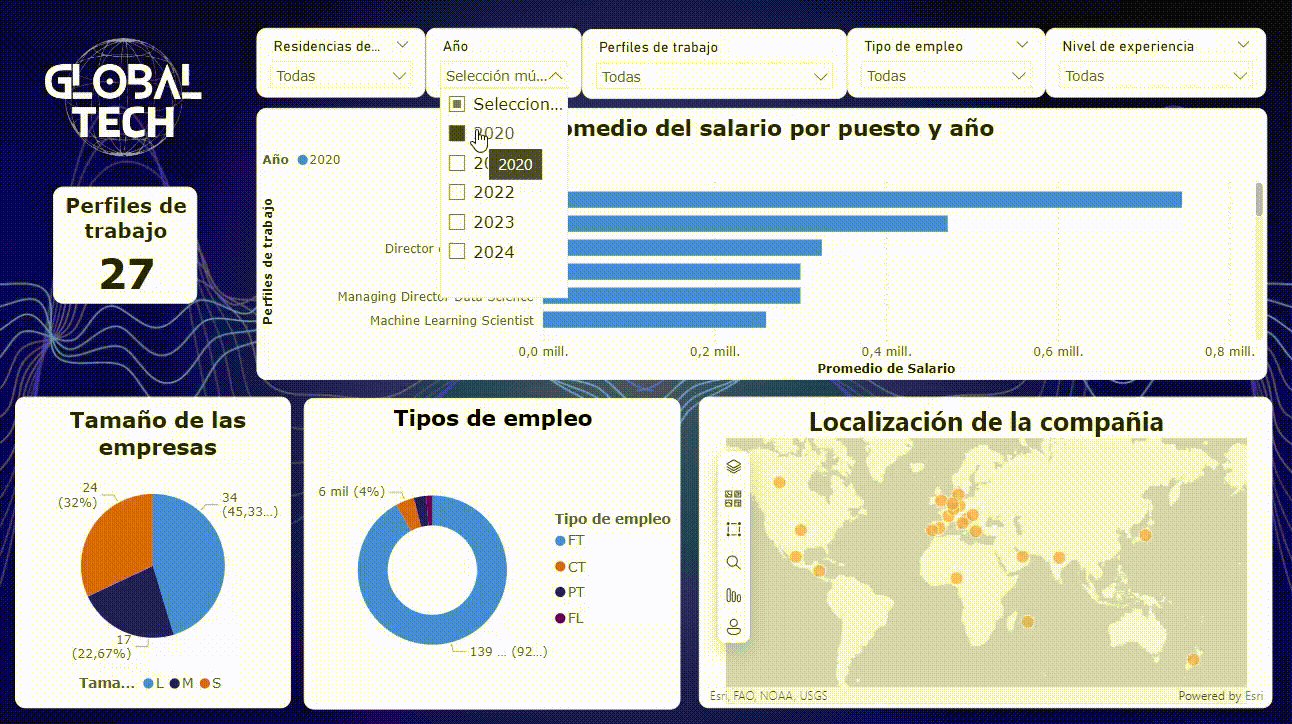 GLOBAL
TECH
Residencias de...
Todas
Año
Selección mú...
Perfiles de trabajo
Todas
Tipo de empleo
Todas
Nivel de experiencia
Todas
Seleccion...
2020
2020
2022
2023
2024
omedio del salario por puesto y año
Año 2020
Perfiles de trabajo
Director
Managing Director Data Science
Machine Learning Scientist
0,0 mill. 0,2 mill. 0,4 mill. 0,6 mill. 0,8 mill.
Promedio de Salario
Perfiles de
trabajo
27
Tamaño de las
empresas
24
(32%)
34
(45,33...)
17
(22,67%)
Tama... L M S
Tipos de empleo
6 mil (4%)
139 ... (92...)
Tipo de empleo
FT
CT
PT
FL
Localización de la compañia
Esri, FAO, NOAA, USGS
Powered by Esri